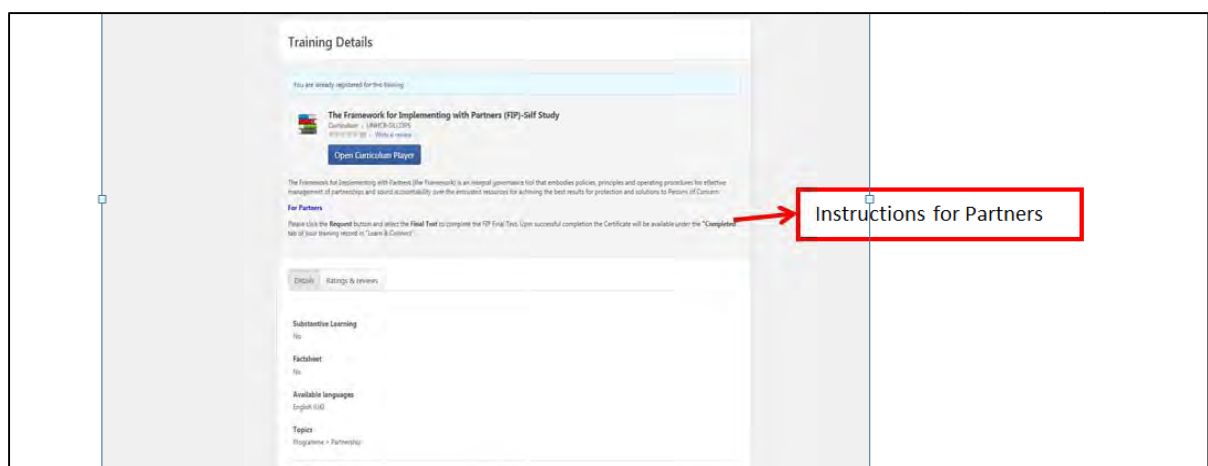 Training Details
You are already registered for this training
The Framework for Implementing with Partners (FIP)-Silf Study
Curriculum - UNHCR-GLLOPS
Write a review
Open Curriculum Player
The Framework for Implementing with Partners (the Framework) is an integral governance tool that embodies policies, principles and operating procedures for effective
management of partnerships and sound accountability over the entrusted resources for achieving the best results for protection and solutions to Persons of Concern
For Partners
Please click the Request button and select the Final Test to complete the FIP Final Test. Upon successful completion the Certificate will be available under the "Completed
tab of your training record in "Learn & Connect"
Instructions for Partners
Details Ratings & reviews
Substantive Learning
No
Factsheet
No
Available languages
English (UK)
Topics
Programme > Partnership